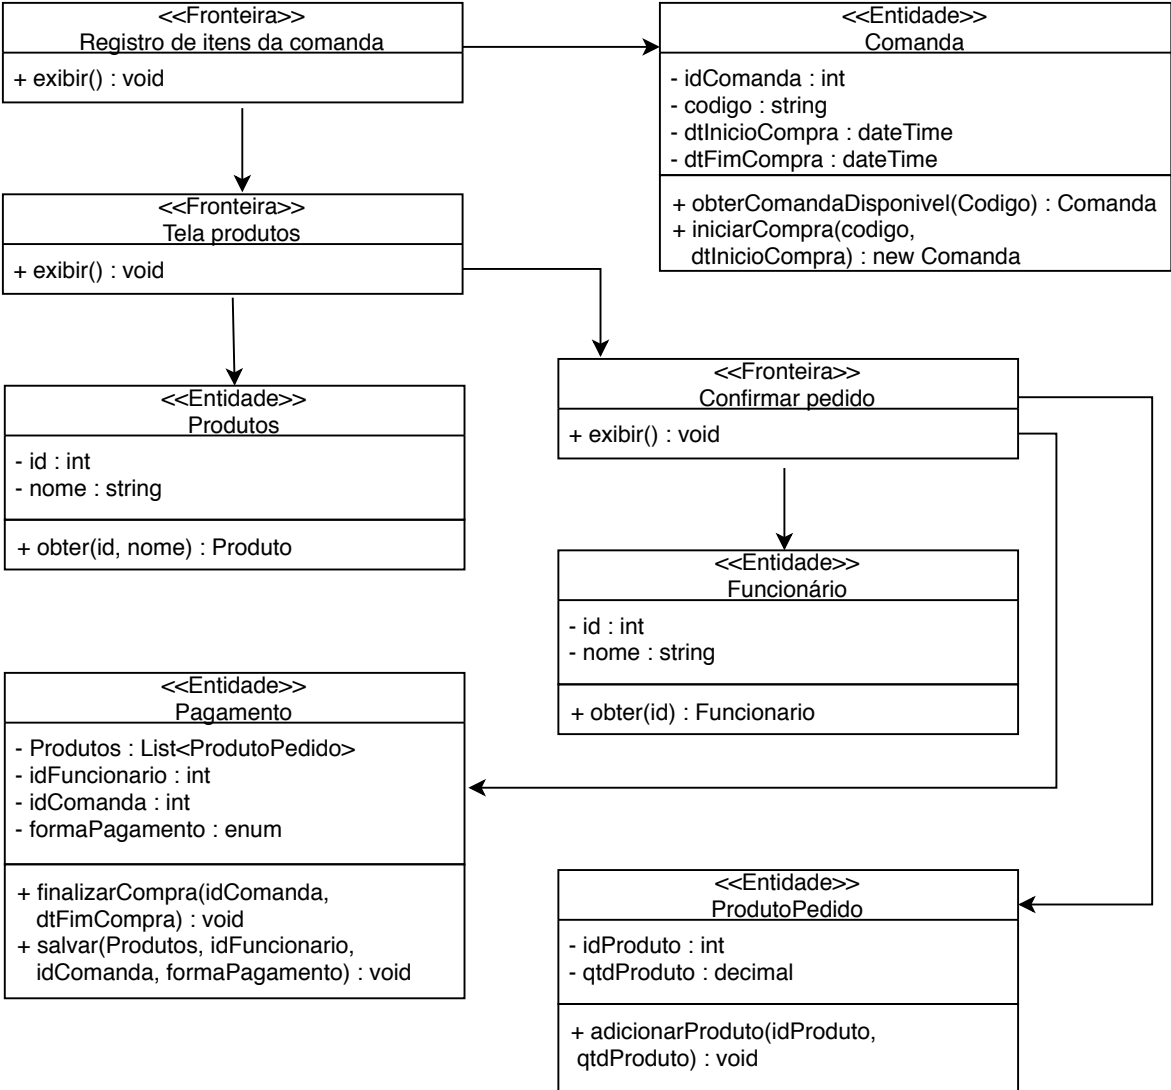 <<Fronteira>>
Registro de itens da comanda
+ exibir() : void
<<Entidade>>
Comanda
- idComanda : int
- codigo : string
- dtInicioCompra : dateTime
- dtFimCompra : dateTime
+ obterComandaDisponivel(Codigo) : Comanda
+ iniciarCompra(codigo,
dtInicioCompra) : new Comanda
<<Fronteira>>
Tela produtos
+ exibir() : void
<<Entidade>>
Produtos
- id : int
- nome : string
+ obter(id, nome) : Produto
<<Fronteira>>
Confirmar pedido
+ exibir() : void
<<Entidade>>
Funcionário
- id : int
- nome : string
+ obter(id) : Funcionario
<<Entidade>>
Pagamento
- Produtos : List<ProdutoPedido>
- idFuncionario : int
- idComanda : int
- formaPagamento : enum
+ finalizarCompra(idComanda,
dtFimCompra) : void
+ salvar(Produtos, idFuncionario,
idComanda, formaPagamento) : void
<<Entidade>>
ProdutoPedido
- idProduto : int
- qtdProduto : decimal
+ adicionarProduto(idProduto,
qtdProduto) : void